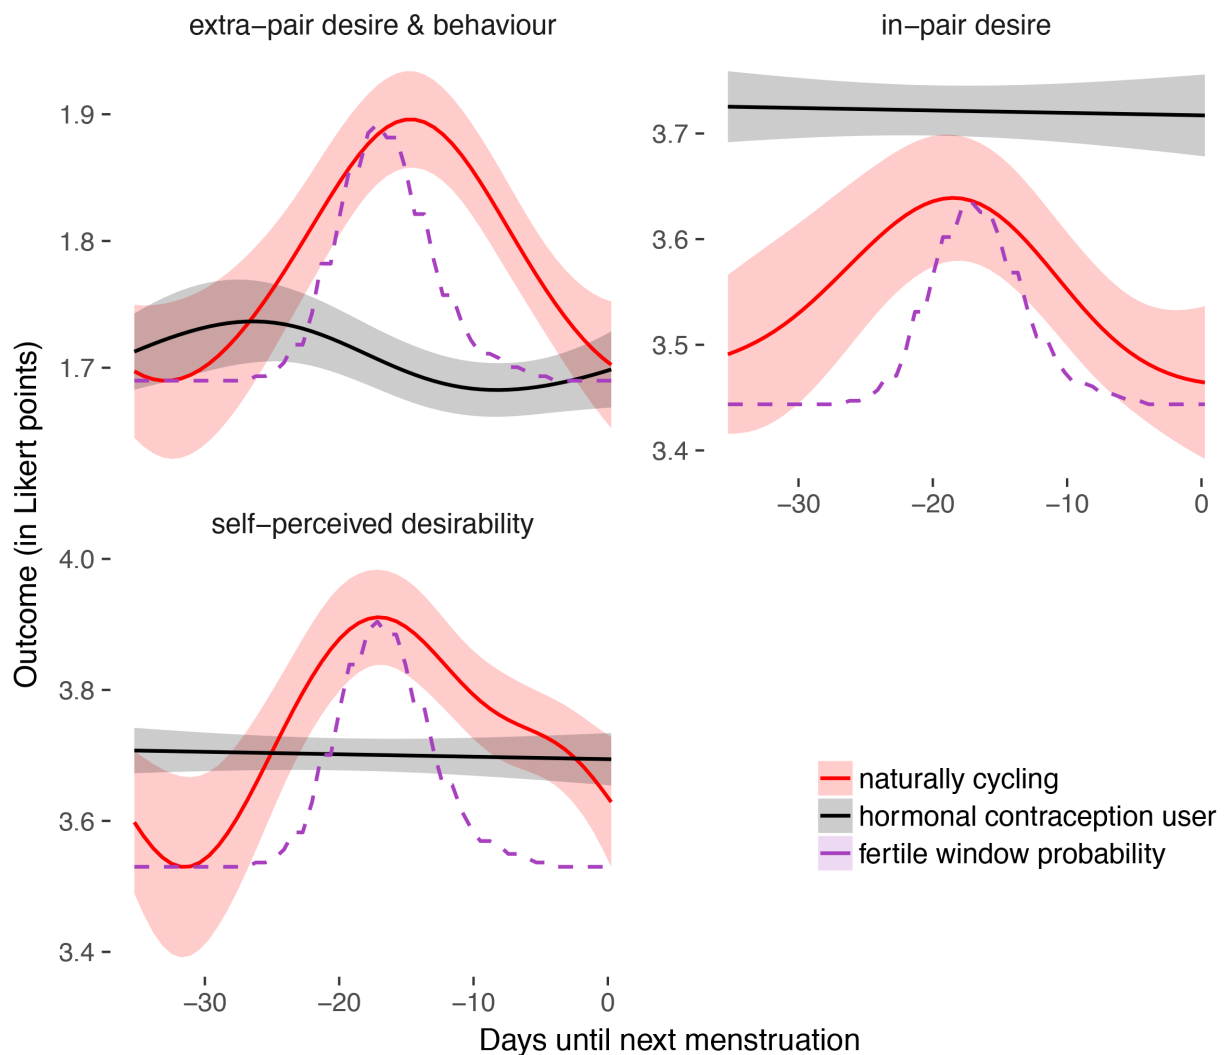 extra−pair desire & behaviour
in−pair desire
1.9
1.8
1.7
3.7
3.6
3.5
3.4
−30 −20 −10 0
self−perceived desirability
4.0
3.8
3.6
3.4
−30 −20 −10 0
Outcome (in Likert points)
Days until next menstruation
naturally cycling
hormonal contraception user
fertile window probability